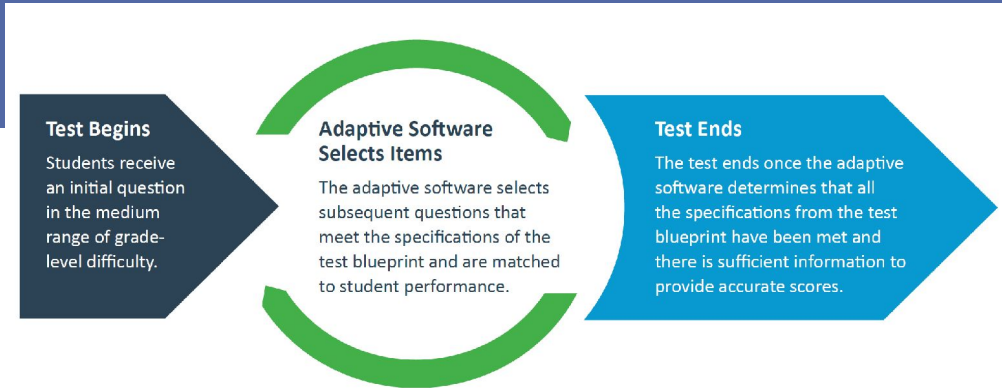 Test Begins
Students receive
an initial question
in the medium
range of grade-
level difficulty.
Adaptive Software
Selects Items
The adaptive software selects
subsequent questions that
meet the specifications of the
test blueprint and are matched
to student performance.
Test Ends
The test ends once the adaptive
software determines that all
the specifications from the test
blueprint have been met and
there is sufficient information to
provide accurate scores.